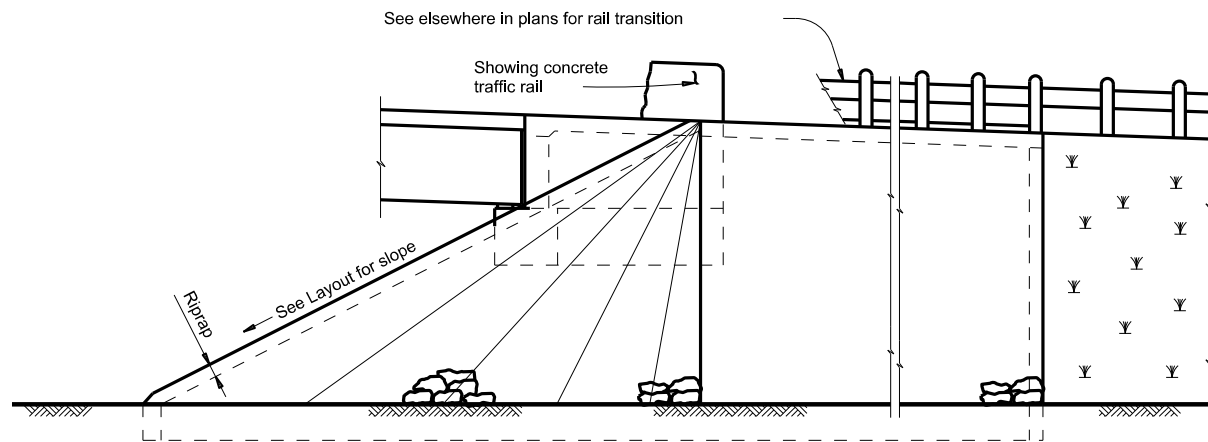 See elsewhere in plans for rail transition
Showing concrete
traffic rail
See Layout for slope
Riprap